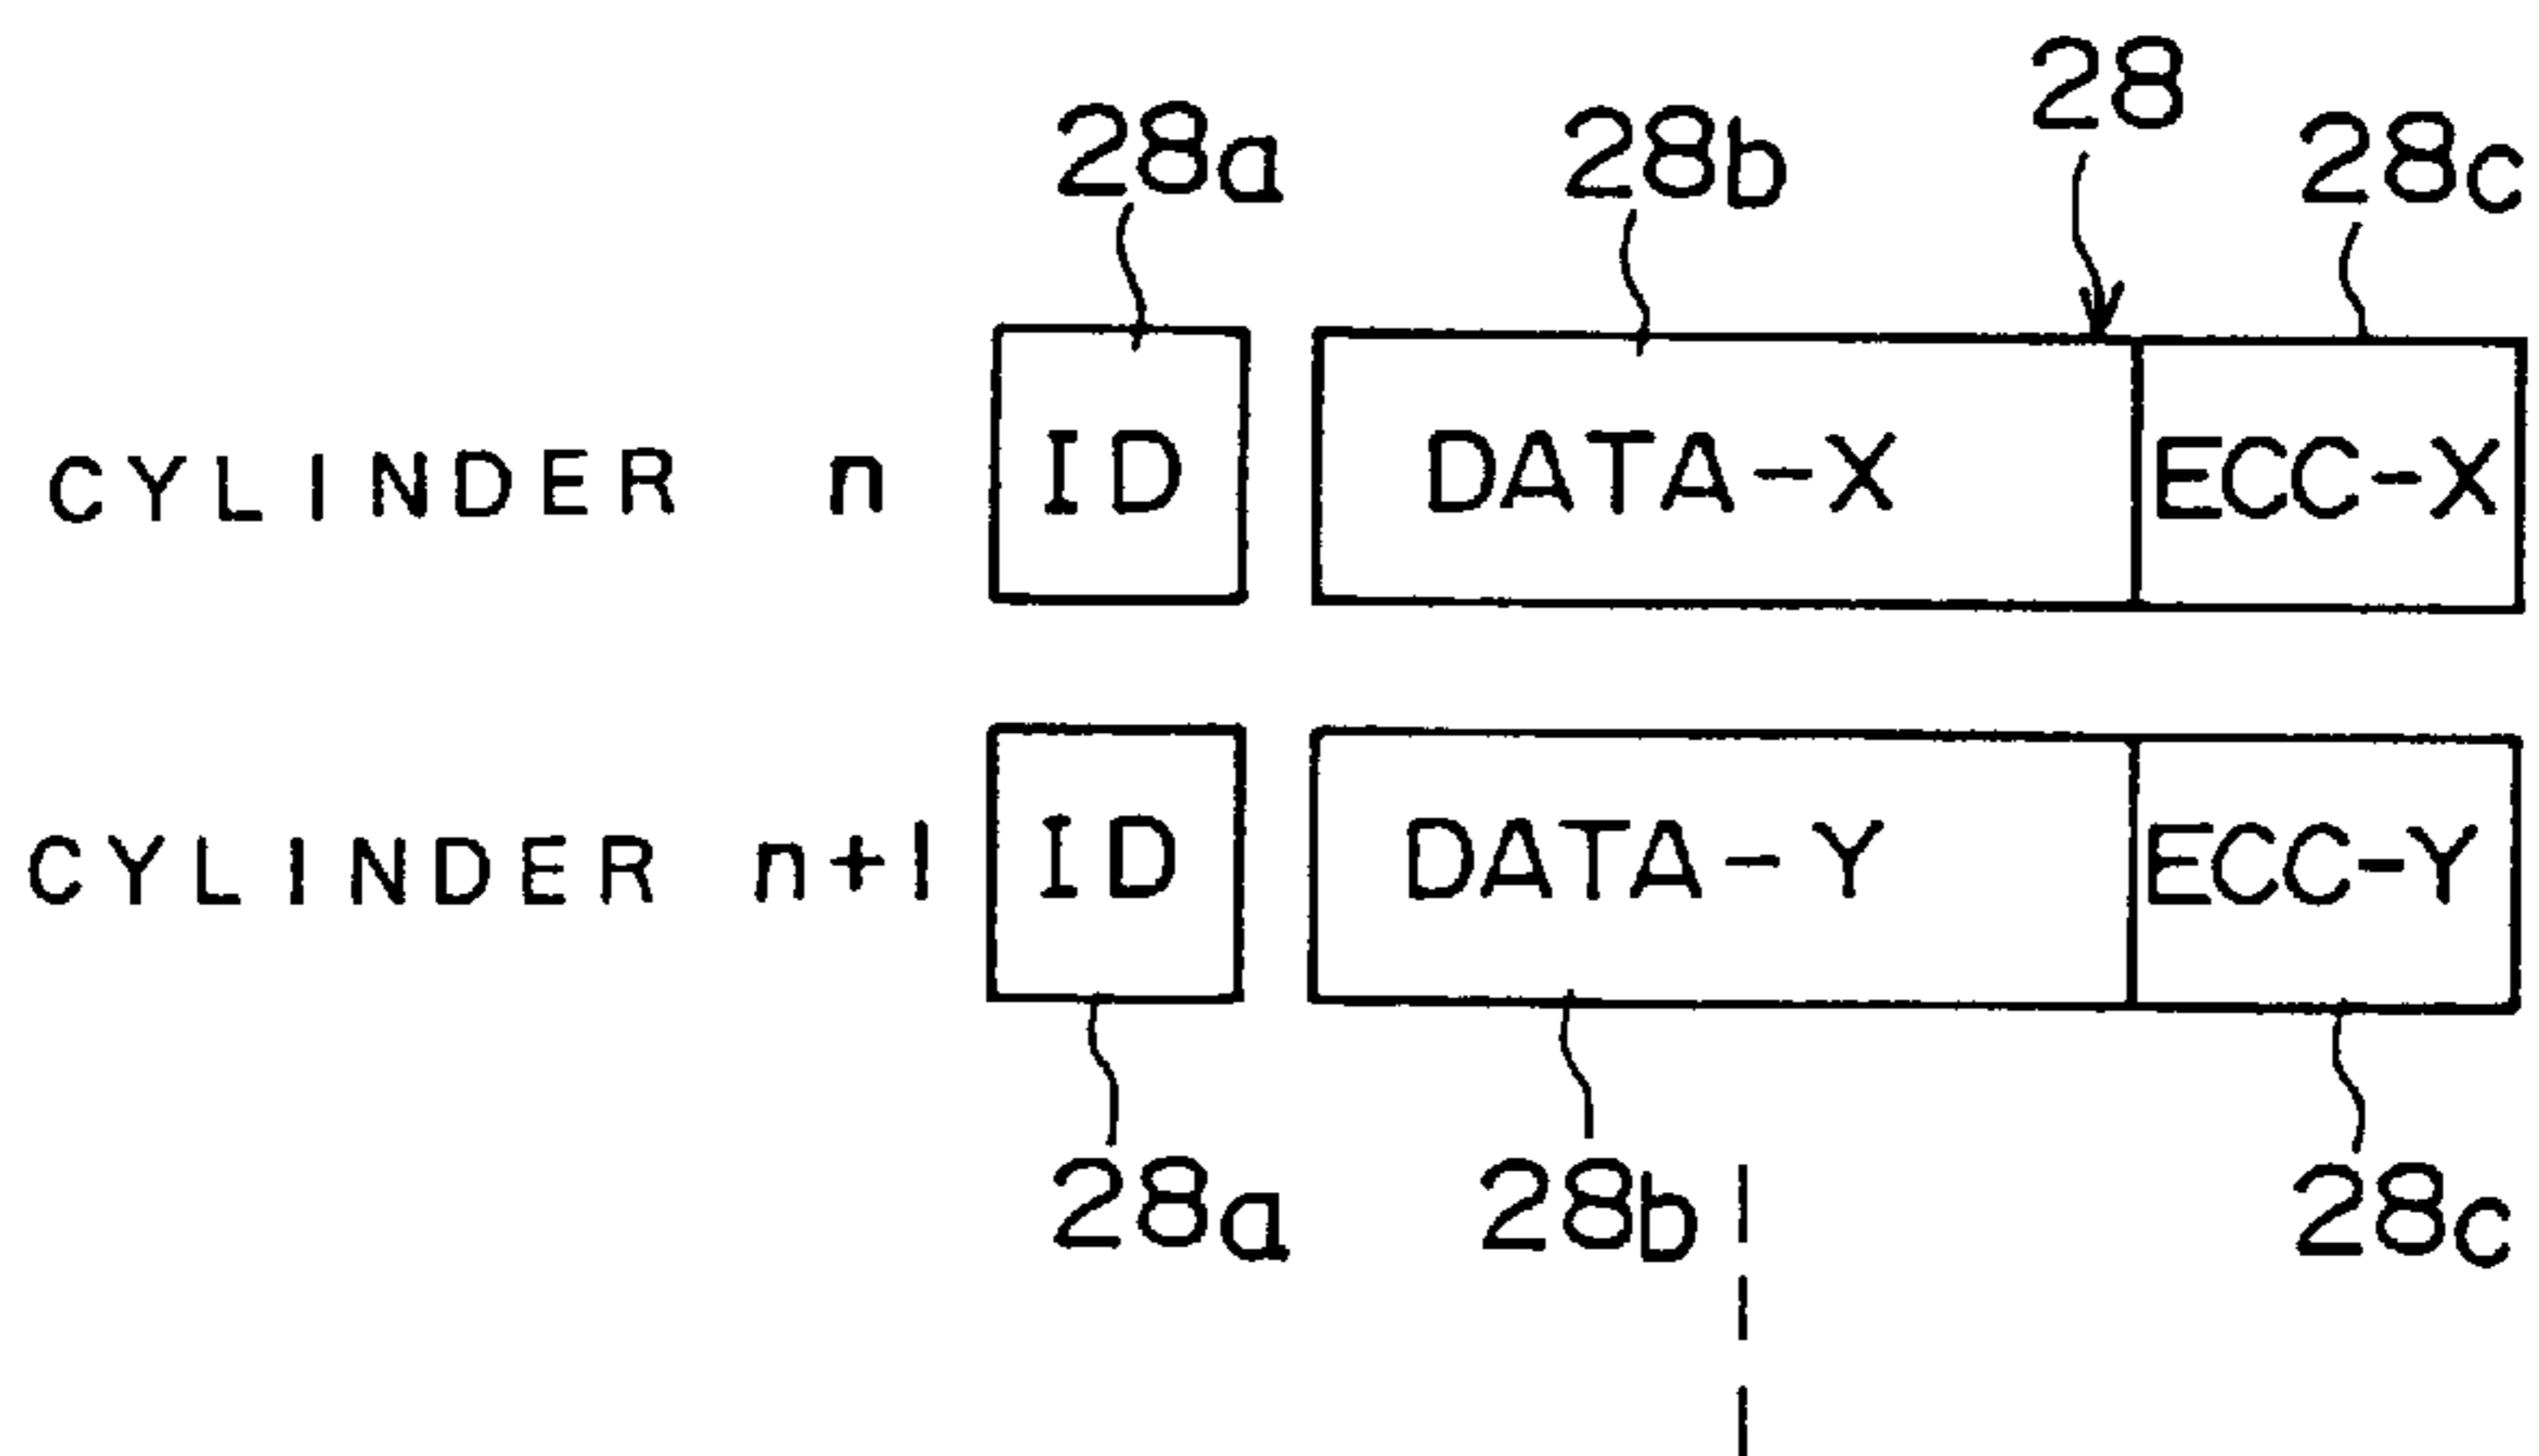 28
28a 28b 28c
CYLINDER n ID DATA-X ECC-X
CYLINDER n+1 ID DATA-Y ECC-Y
28a 28b 28c